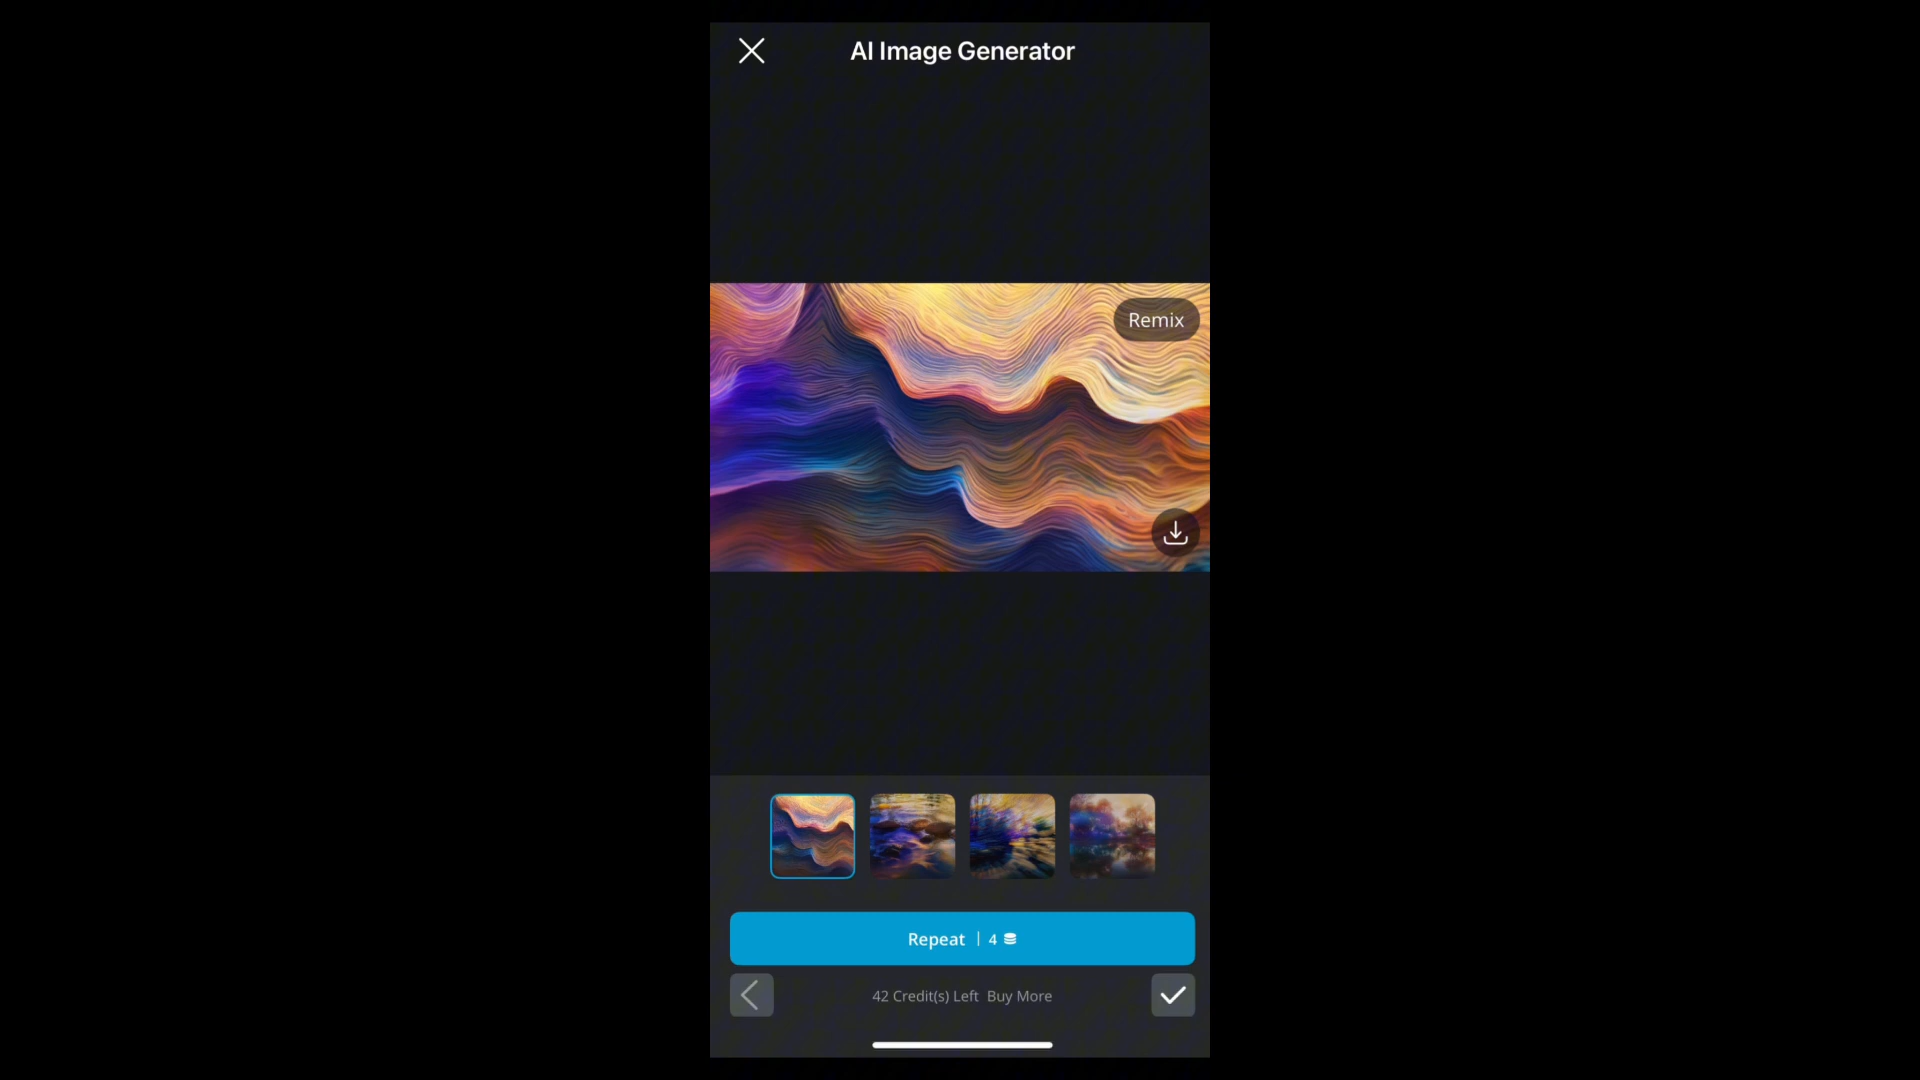 AI Image Generator
Remix
Repeat | 4
42 Credit(s) Left Buy More